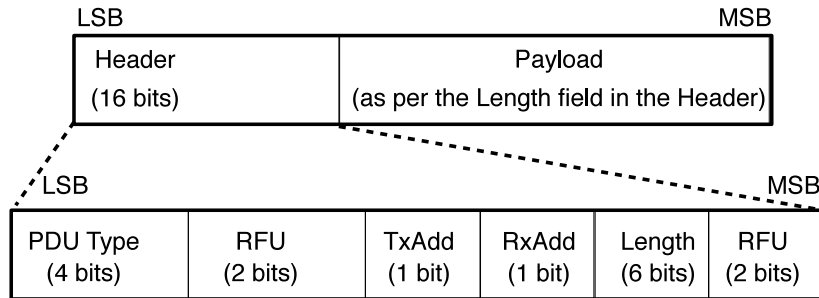 LSB MSB
Header Payload
(16 bits) (as per the Length field in the Header)
LSB MSB
PDU Type RFU TxAdd RxAdd Length RFU
(4 bits) (2 bits) (1 bit) (1 bit) (6 bits) (2 bits)